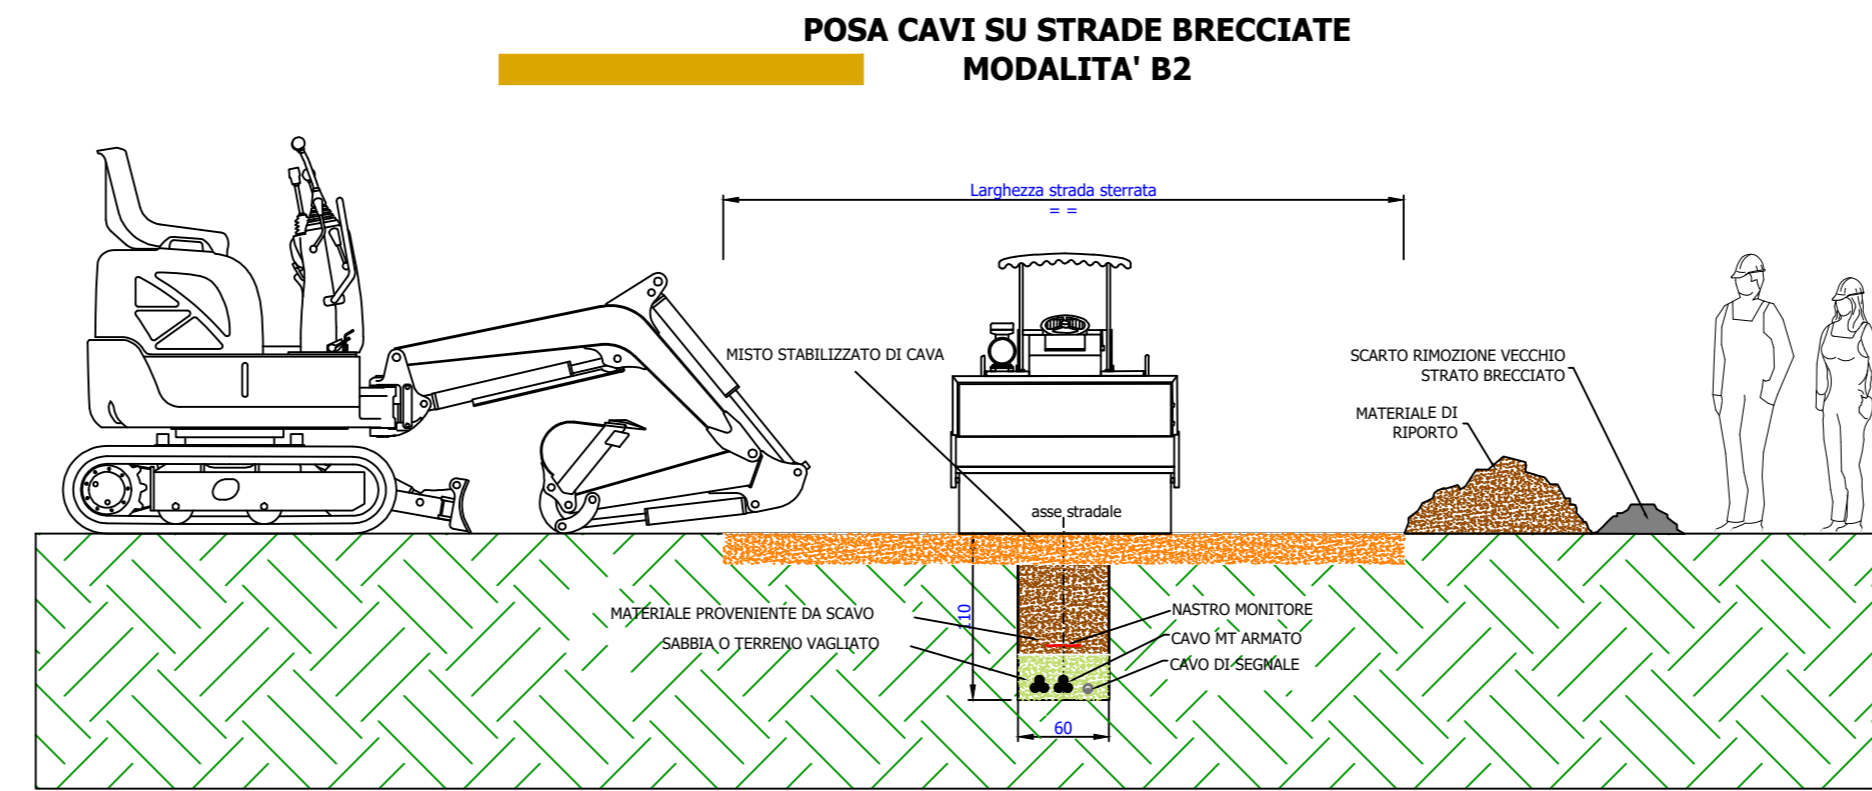 POSA CAVI SU STRADE BRECCIATE
MODALITA' B2
Larghezza strada sterrata
= =
MISTO STABILIZZATO DI CAVA
SCARTO RIMOZIONE VECCHIO
STRATO BRECCIATO
MATERIALE DI
RIPORTO
asse stradale
MATERIALE PROVENIENTE DA SCAVO
SABBIA O TERRENO VAGLIATO
110
NASTRO MONITORE
CAVO MT ARMATO
CAVO DI SEGNALE
60